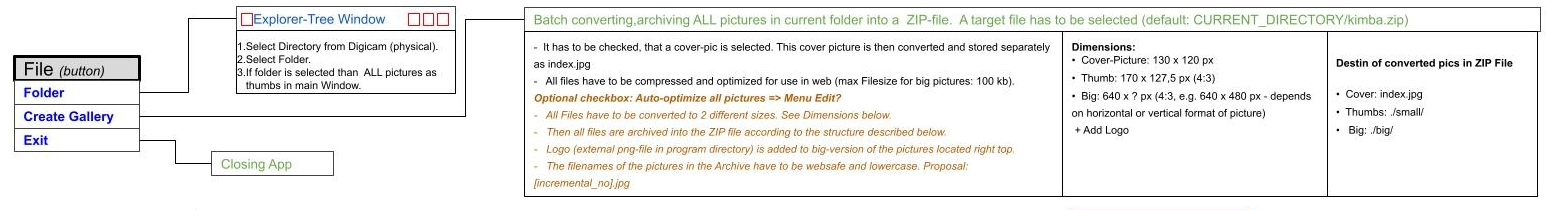 File (button)
Folder
Create Gallery
Exit
Explorer-Tree Window
1.Select Directory from Digicam (physical).
2.Select Folder.
3.If folder is selected than  ALL pictures as
thumbs in main Window.
Closing App
Batch converting,archiving ALL pictures in current folder into a  ZIP-file.  A target file has to be selected (default: CURRENT_DIRECTORY/kimba.zip)
-  It has to be checked, that a cover-pic is selected. This cover picture is then converted and stored separately
as index.jpg
-  All files have to be compressed and optimized for use in web (max Filesize for big pictures: 100 kb).
Optional checkbox: Auto-optimize all pictures => Menu Edit?
-  All Files have to be converted to 2 different sizes. See Dimensions below.
-  Then all files are archived into the ZIP file according to the structure described below.
-  Logo (external png-file in program directory) is added to big-version of the pictures located right top.
-  The filenames of the pictures in the Archive have to be websafe and lowercase. Proposal:
[incremental_no].jpg
Dimensions:
• Cover-Picture: 130 x 120 px
• Thumb: 170 x 127,5 px (4:3)
• Big: 640 x ? px (4:3, e.g. 640 x 480 px - depends
on horizontal or vertical format of picture)
+ Add Logo
Destin of converted pics in ZIP File
• Cover: index.jpg
• Thumbs: ./small/
• Big: ./big/